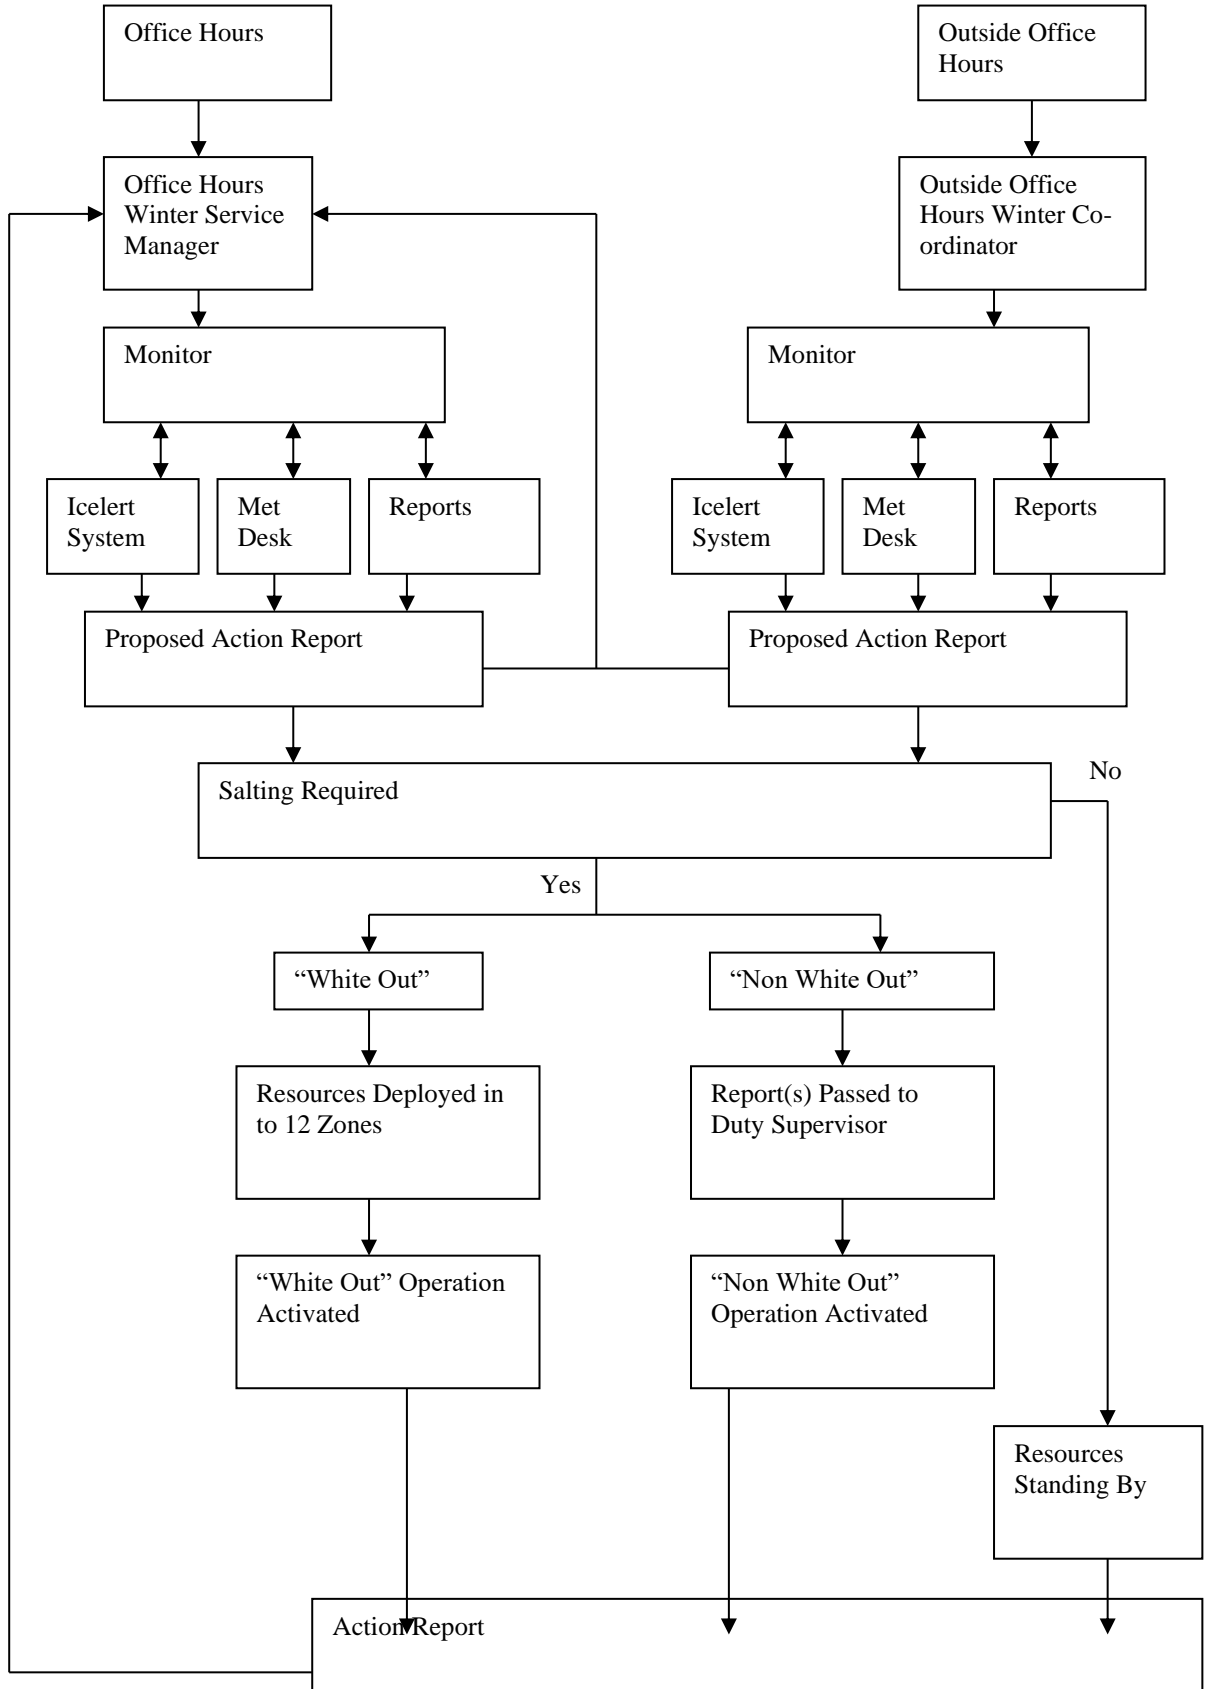 Office Hours
Outside Office
Hours
Office Hours
Winter Service
Manager
Outside Office
Hours Winter Co-
ordinator
Monitor
Monitor
Icelert
System
Met
Desk
Reports
Icelert
System
Met
Desk
Reports
Proposed Action Report
Proposed Action Report
Salting Required
No
Yes
“White Out”
“Non White Out”
Resources Deployed in
to 12 Zones
Report(s) Passed to
Duty Supervisor
“White Out” Operation
Activated
“Non White Out”
Operation Activated
Resources
Standing By
Action Report